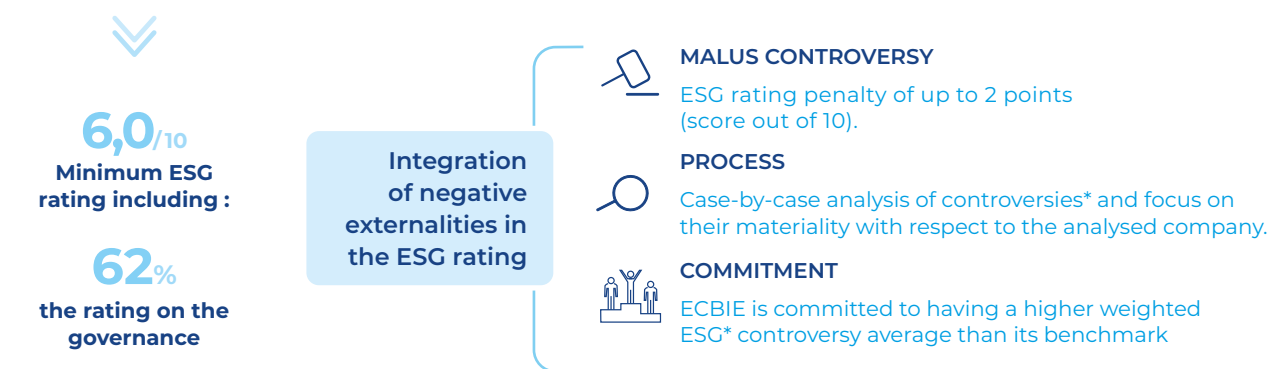 6,0/10
Minimum ESG
rating including :
62%
the rating on the
governance
Integration
of negative
externalities in
the ESG rating
MALUS CONTROVERSY
ESG rating penalty of up to 2 points
(score out of 10).
PROCESS
Case-by-case analysis of controversies* and focus on
their materiality with respect to the analysed company.
COMMITMENT
ECBIE is committed to having a higher weighted
ESG* controversy average than its benchmark